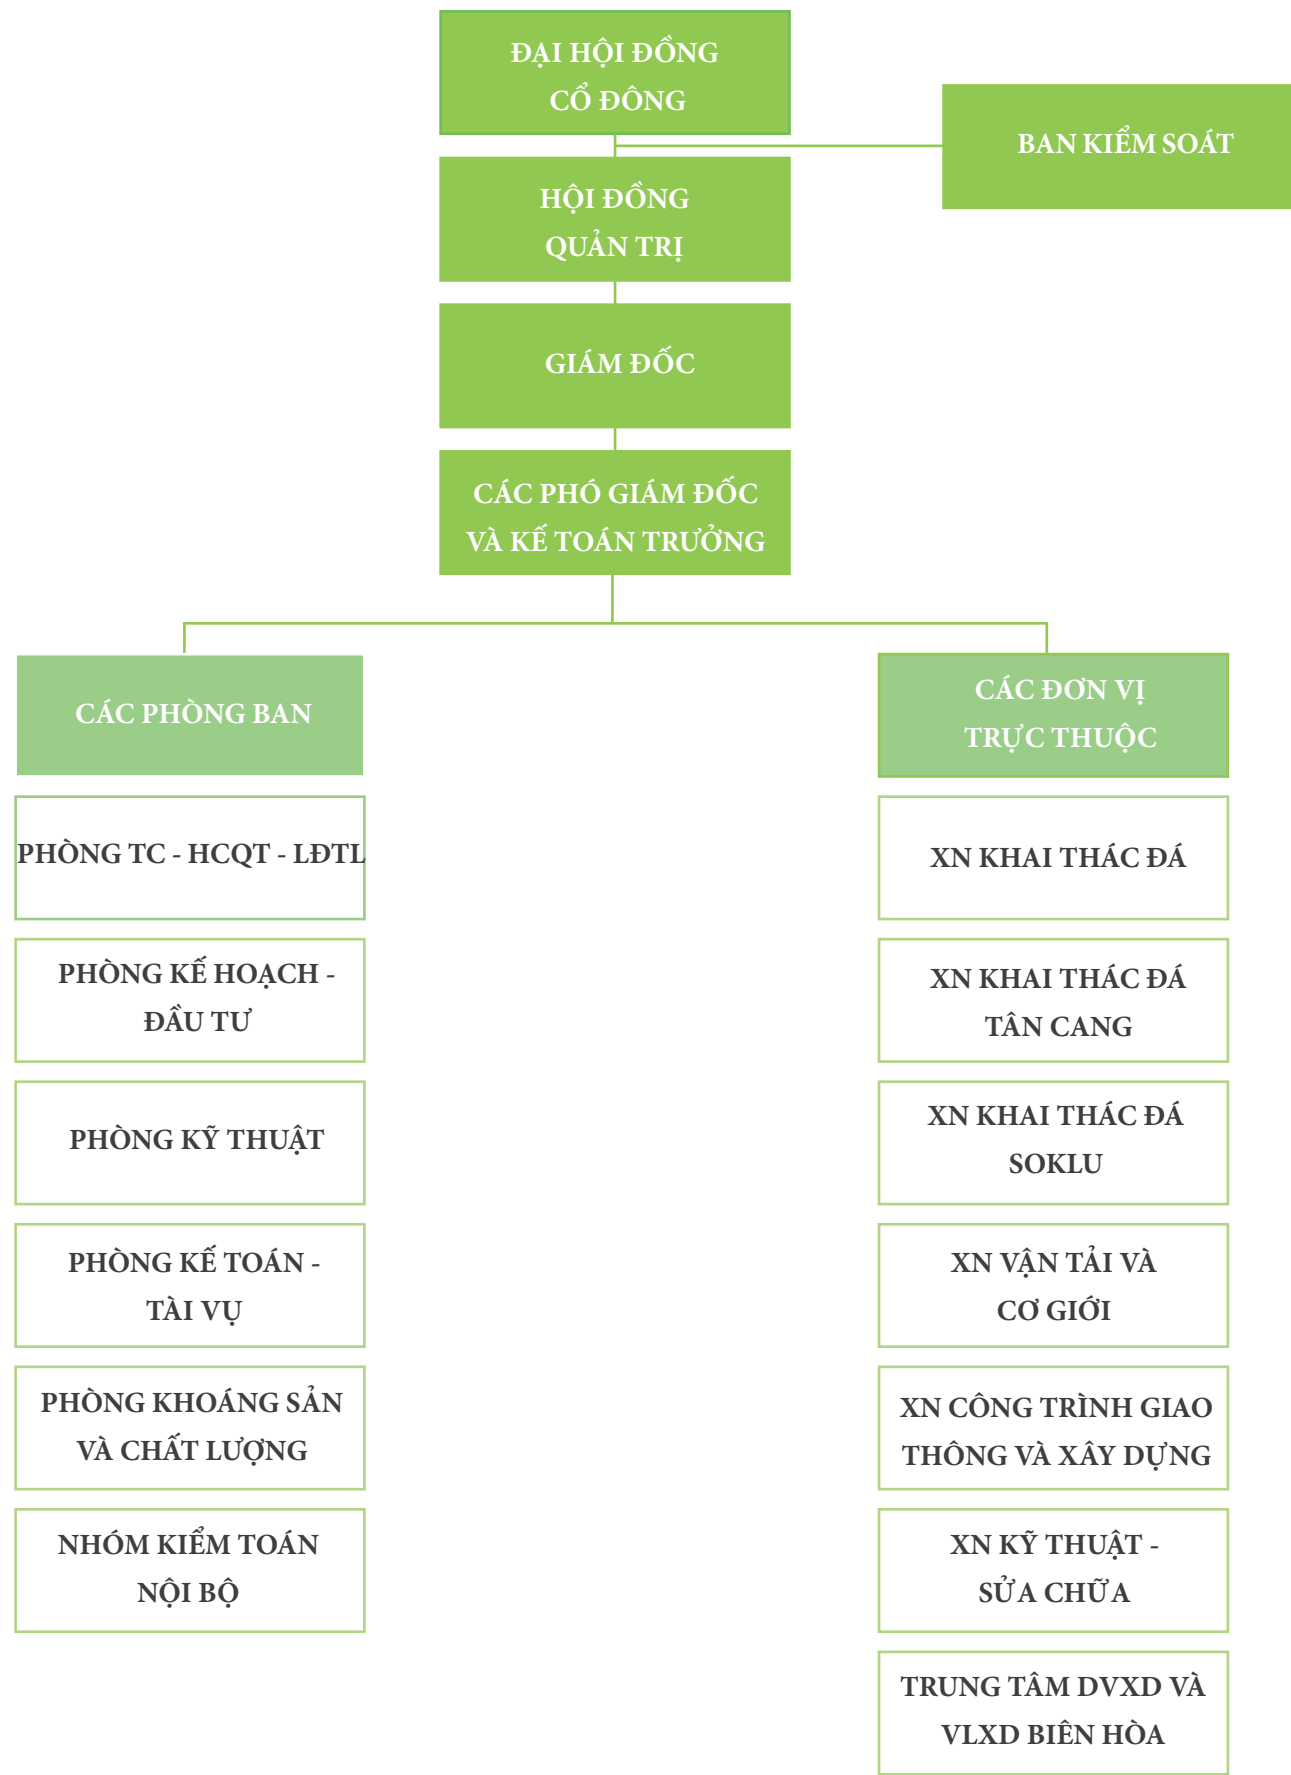 ĐẠI HỘI ĐỒNG
CỔ ĐÔNG
BAN KIỂM SOÁT
HỘI ĐỒNG
QUẢN TRỊ
GIÁM ĐỐC
CÁC PHÓ GIÁM ĐỐC
VÀ KẾ TOÁN TRƯỞNG
CÁC PHÒNG BAN
PHÒNG TC - HCQT - LĐTL
PHÒNG KẾ HOẠCH -
ĐẦU TƯ
PHÒNG KỸ THUẬT
PHÒNG KẾ TOÁN -
TÀI VỤ
PHÒNG KHOÁNG SẢN
VÀ CHẤT LƯỢNG
NHÓM KIỂM TOÁN
NỘI BỘ
CÁC ĐƠN VỊ
TRỰC THUỘC
XN KHAI THÁC ĐÁ
XN KHAI THÁC ĐÁ
TÂN CANG
XN KHAI THÁC ĐÁ
SOKLU
XN VẬN TẢI VÀ
CƠ GIỚI
XN CÔNG TRÌNH GIAO
THÔNG VÀ XÂY DỰNG
XN KỸ THUẬT -
SỬA CHỮA
TRUNG TÂM DVXD VÀ
VLXD BIÊN HÒA